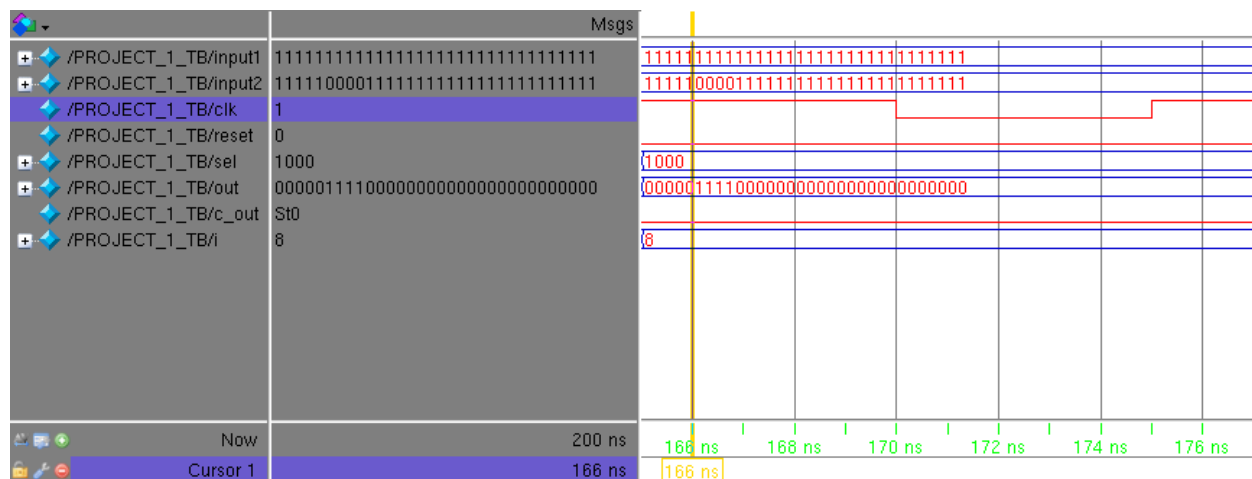 Msgs
/PROJECT_1_TB/input1 11111111111111111111111111111111 11111111111111111111111111111111
/PROJECT_1_TB/input2 11111000011111111111111111111111 11111000011111111111111111111111
/PROJECT_1_TB/clk 1
/PROJECT_1_TB/reset 0
/PROJECT_1_TB/sel 1000 1000
/PROJECT_1_TB/out 00000111100000000000000000000000 00000111100000000000000000000000
/PROJECT_1_TB/c_out St0
/PROJECT_1_TB/i 8 8
Now 200 ns 166 ns 168 ns 170 ns 172 ns 174 ns 176 ns
Cursor 1 166 ns 166 ns